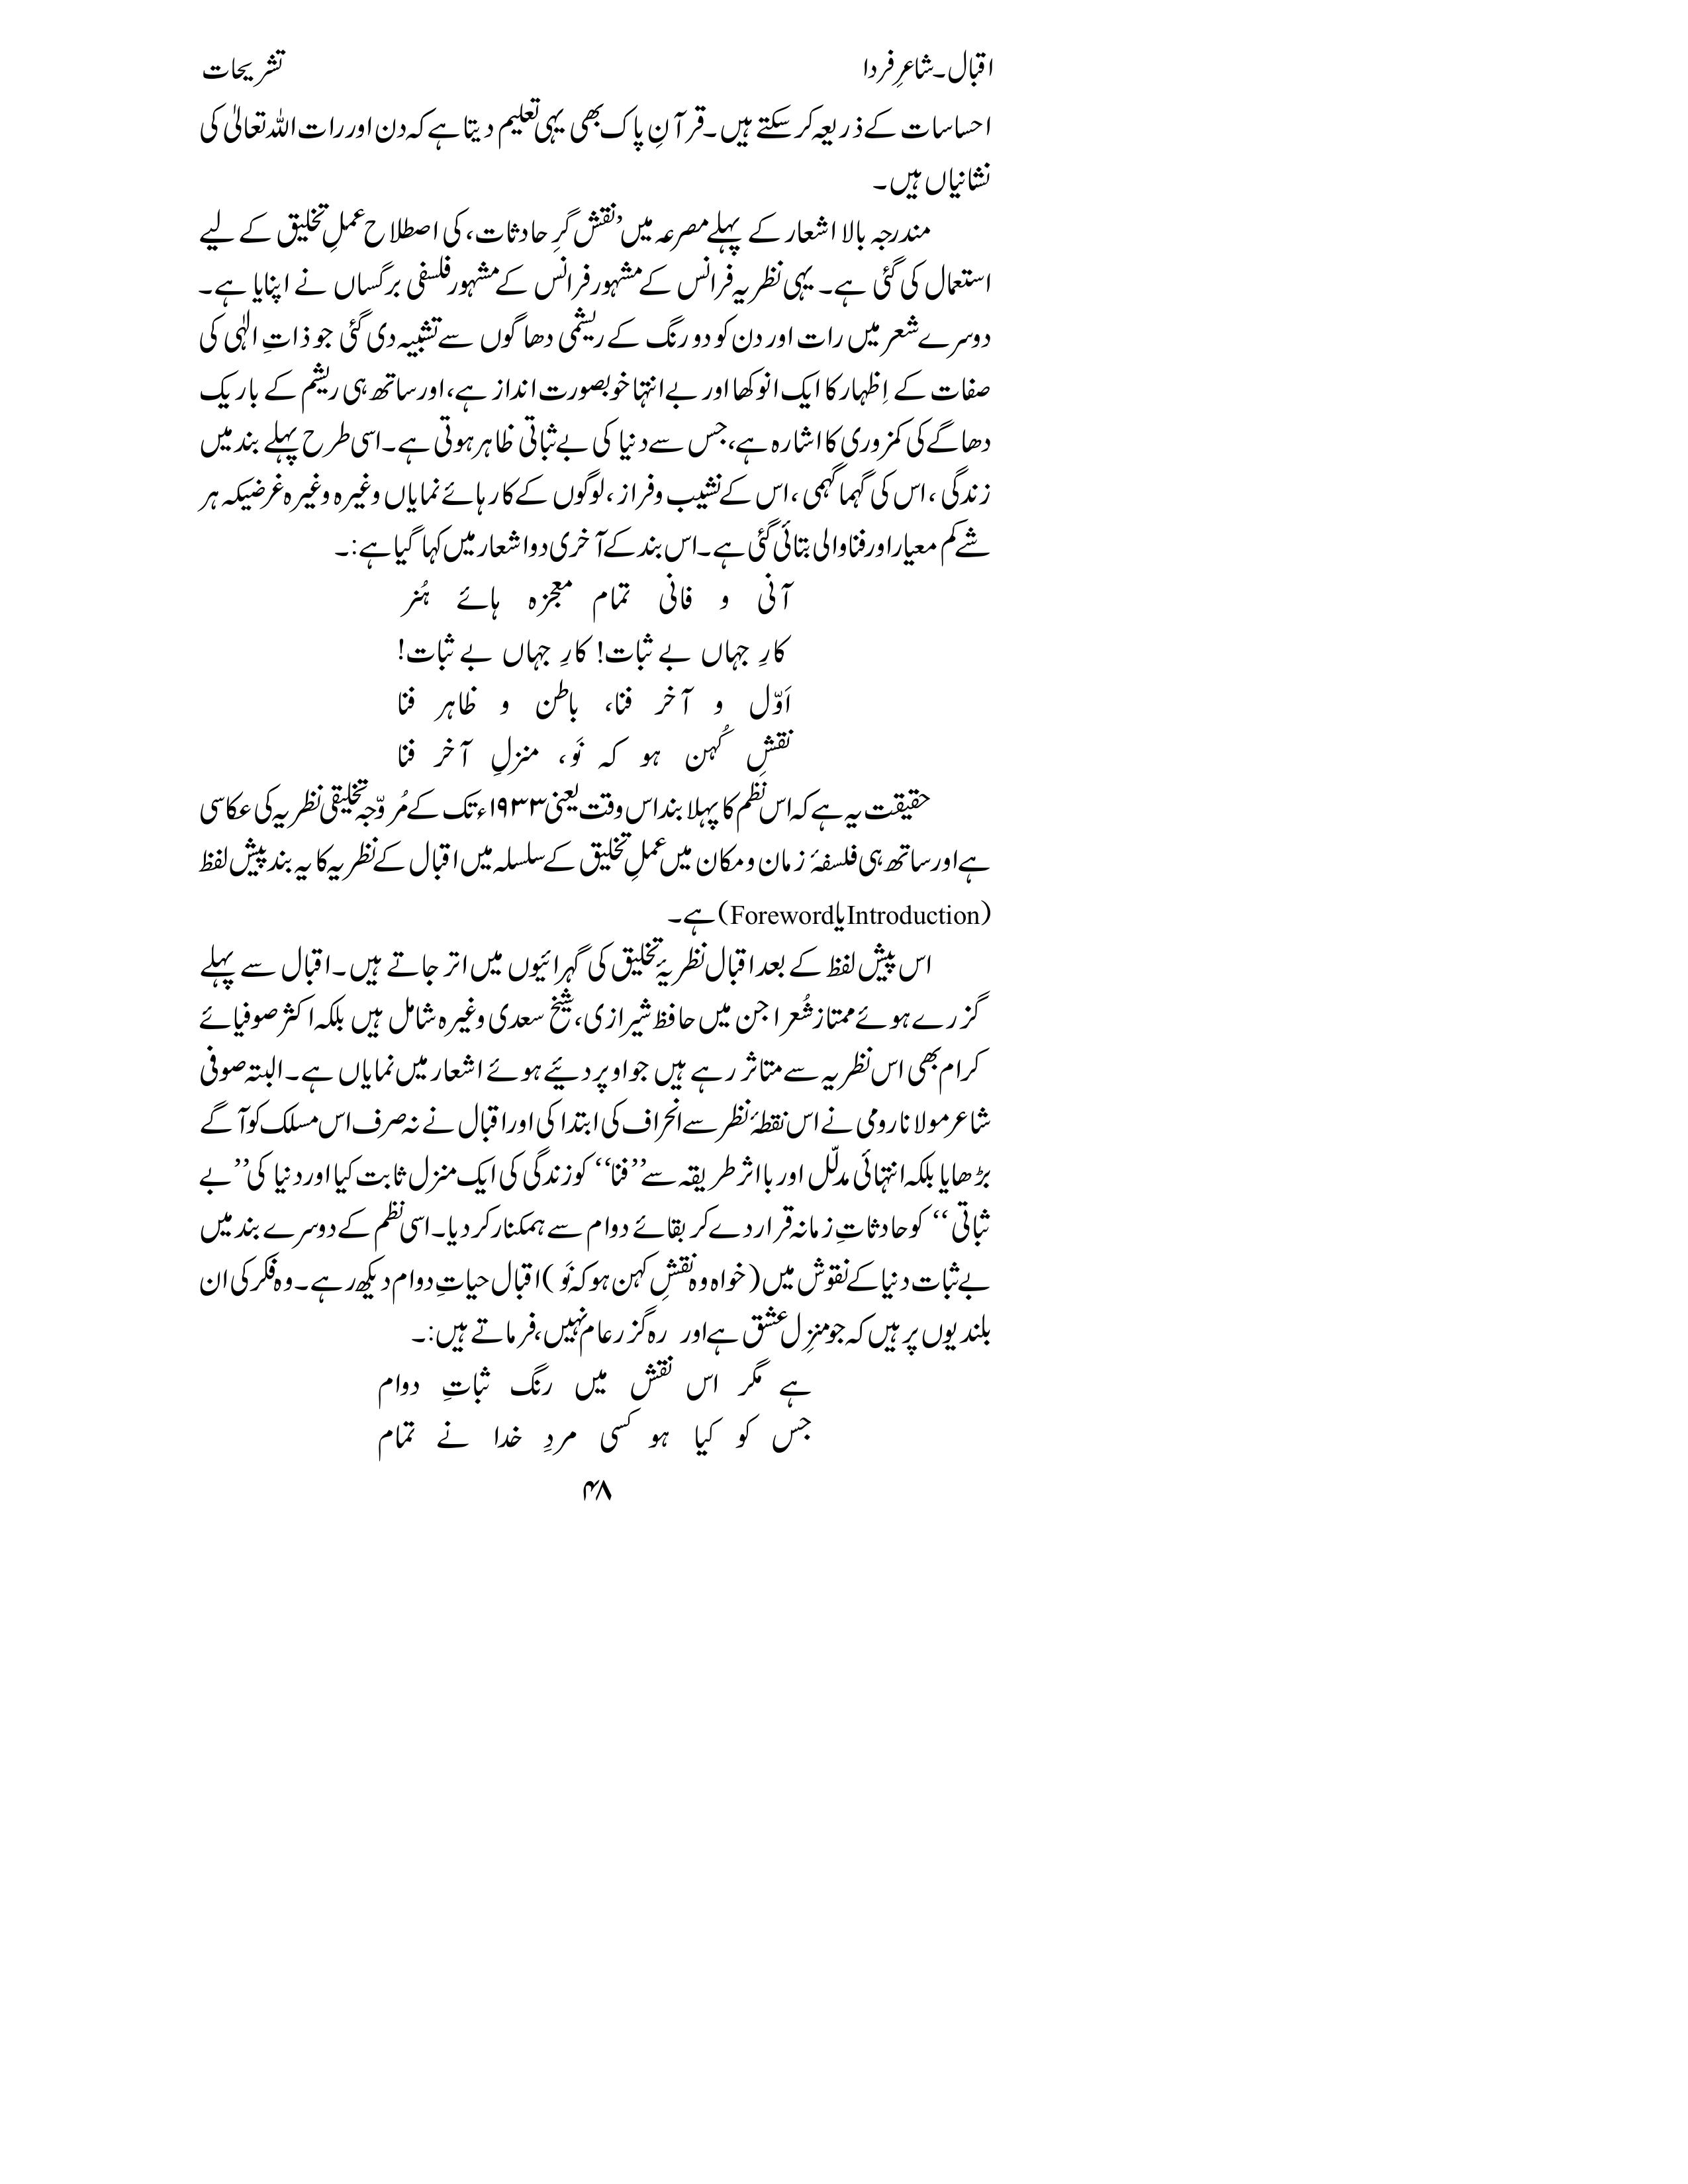 اقبال۔شاعرِ فردا تشریحات
احساسات کے ذریعہ کر سکتے ہیں۔ قرآنِ پاک بھی یہی تعلیم دیتا ہے کہ دن اور رات اللہ تعالیٰ کی
نشانیاں ہیں۔
مندرجہ بالا اشعار کے پہلے مصرعہ میں ’نقش گرِ حادثات، کی اصطلاح عملِ تخلیق کے لیے
استعمال کی گئی ہے۔ یہی نظریہ فرانس کے مشہور فرانس کے مشہور فلسفی برگساں نے اپنایا ہے۔
دوسرے شعر میں رات اور دن کو دو رنگ کے ریشمی دھاگوں سے تشبیہ دی گئی جو ذاتِ الٰہی کی
صفات کے اِظہار کا ایک انوکھا اور بے انتہا خوبصورت انداز ہے، اور ساتھ ہی ریشم کے باریک
دھاگے کی کمزوری کا اشارہ ہے، جس سے دنیا کی بے ثباتی ظاہر ہوتی ہے۔ اسی طرح پہلے بند میں
زندگی، اس کی گہما گہمی، اس کے نشیب و فراز، لوگوں کے کارہائے نمایاں وغیرہ وغیرہ غرضیکہ ہر
شے کم معیار اور فنا والی بتائی گئی ہے۔ اس بند کے آخری دو اشعار میں کہا گیا ہے:۔
آنی و فانی تمام معجزہ ہائے ہُنر
کارِ جہاں بے ثبات! کارِ جہاں بے ثبات!
اَوّل و آخر فنا، باطن و ظاہر فنا
نقشِ کُہن ہو کہ نَو، منزلِ آخر فنا
حقیقت یہ ہے کہ اس نظم کا پہلا بند اس وقت یعنی ۱۹۳۳ء تک کے مُروّجہ تخلیقی نظریہ کی عکاسی
ہے اور ساتھ ہی فلسفۂ زمان و مکان میں عملِ تخلیق کے سلسلہ میں اقبال کے نظریہ کا یہ بند پیش لفظ
(Introduction یا Foreword) ہے۔
اس پیش لفظ کے بعد اقبال نظریۂ تخلیق کی گہرائیوں میں اتر جاتے ہیں۔ اقبال سے پہلے
گزرے ہوئے ممتاز شُعرا جن میں حافظ شیرازی، شیخ سعدی وغیرہ شامل ہیں بلکہ اکثر صوفیائے
کرام بھی اس نظریہ سے متاثر رہے ہیں جو اوپر دئیے ہوئے اشعار میں نمایاں ہے۔ البتہ صوفی
شاعر مولانا رومی نے اس نقطۂ نظر سے انحراف کی ابتدا کی اور اقبال نے نہ صرف اس مسلک کو آگے
بڑھایا بلکہ انتہائی مدلّل اور بااثر طریقہ سے ’’فنا‘‘ کو زندگی کی ایک منزل ثابت کیا اور دنیا کی ’’بے
ثباتی‘‘ کو حادثاتِ زمانہ قرار دے کر بقائے دوام سے ہمکنار کر دیا۔ اسی نظم کے دوسرے بند میں
بے ثبات دنیا کے نقوش میں (خواہ وہ نقشِ کہن ہو کہ نَو) اقبال حیاتِ دوام دیکھ رہے۔ وہ فکر کی ان
بلندیوں پر ہیں کہ جو منزلِ عشق ہے اور رہ گزر عام نہیں، فرماتے ہیں:۔
ہے مگر اس نقش میں رنگ ثباتِ دوام
جس کو کیا ہو کسی مردِ خدا نے تمام
۴۸